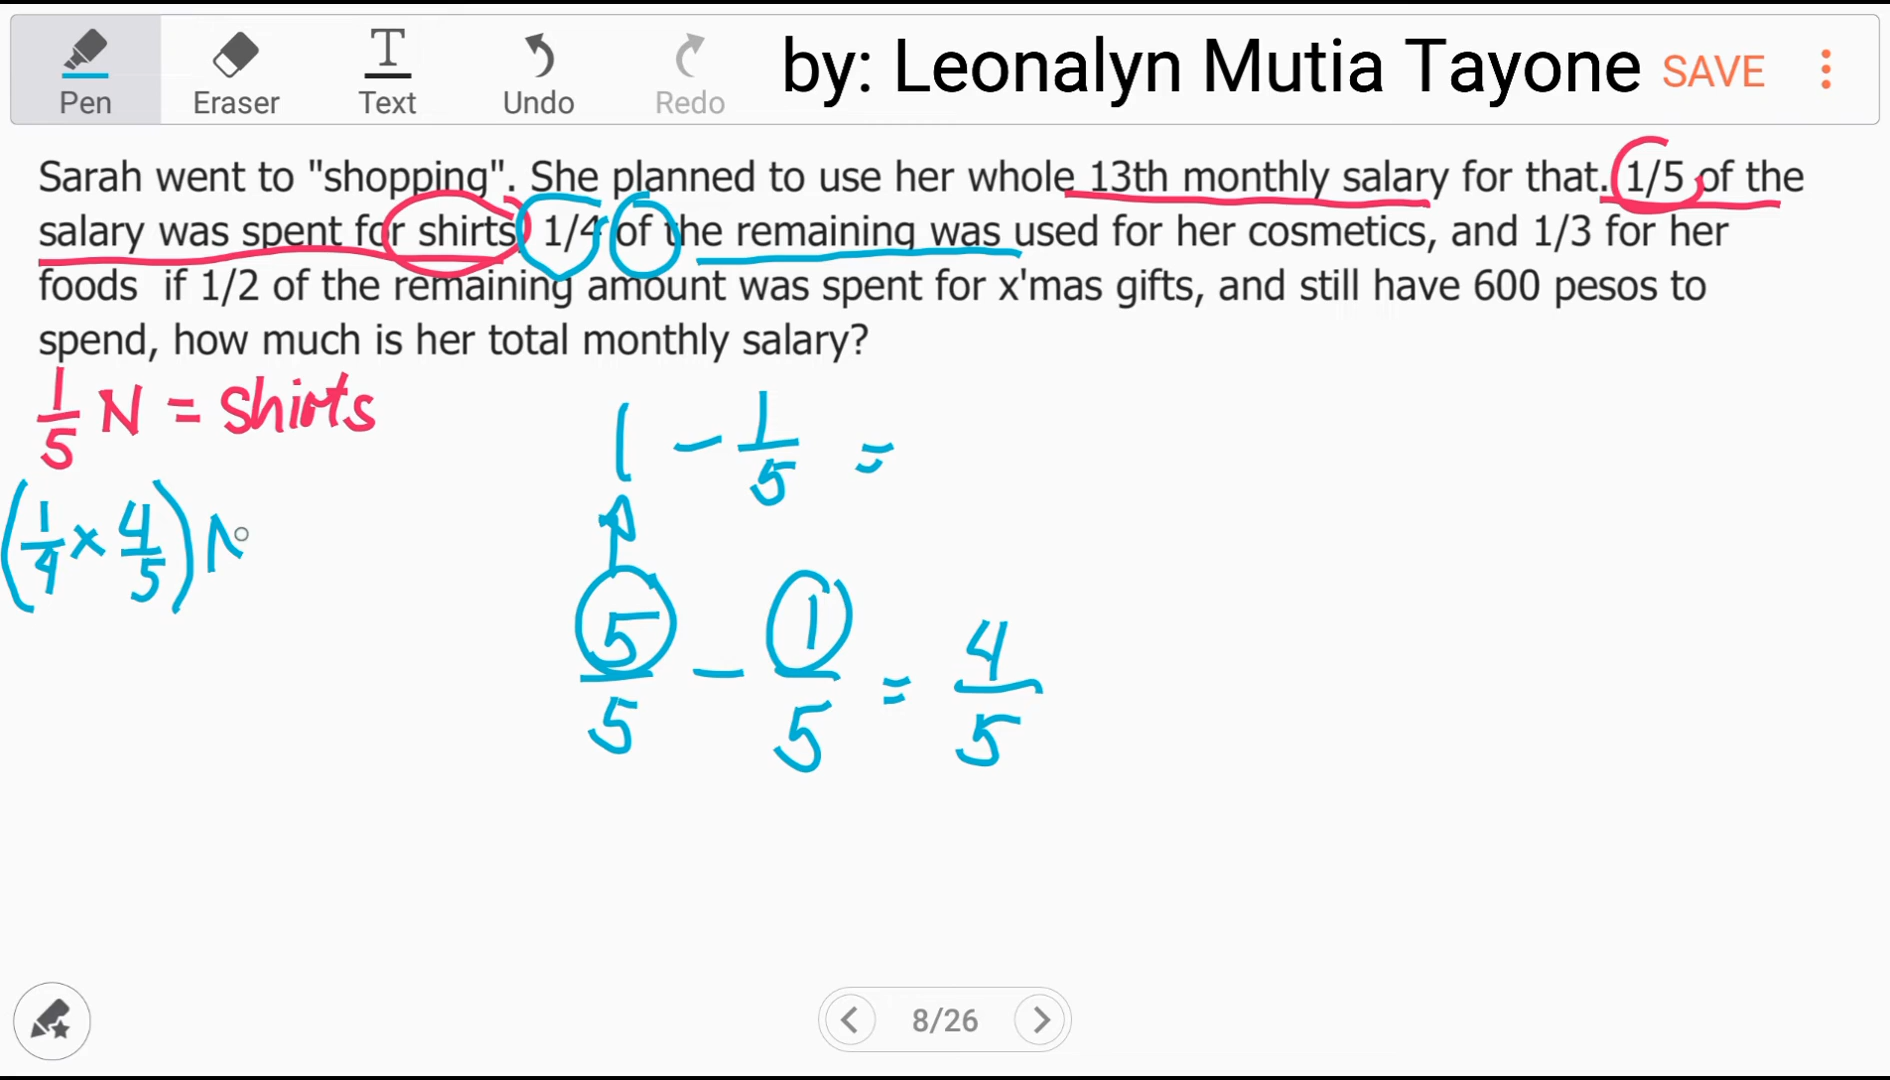 Pen
Eraser
Text
Undo
Redo
by: Leonalyn Mutia Tayone
SAVE
Sarah went to "shopping". She planned to use her whole 13th monthly salary for that. 1/5 of the
salary was spent for shirts, 1/4 of the remaining was used for her cosmetics, and 1/3 for her
foods if 1/2 of the remaining amount was spent for x'mas gifts, and still have 600 pesos to
spend, how much is her total monthly salary?
1/5 N = shirts
1 - 1/5 =
(1/4 × 4/5) N
5/5 - 1/5 = 4/5
8/26